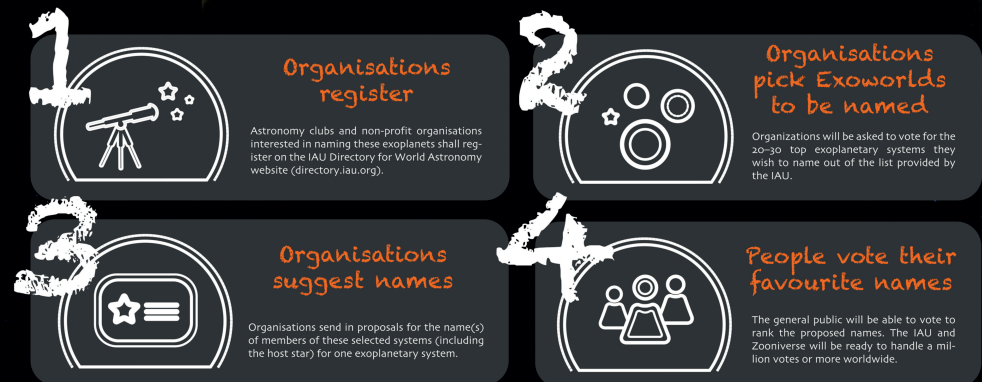 1
Organisations
register
Astronomy clubs and non-profit organisations
interested in naming these exoplanets shall reg-
ister on the IAU Directory for World Astronomy
website (directory.iau.org).
2
Organisations
pick Exoworlds
to be named
Organizations will be asked to vote for the
20–30 top exoplanetary systems they
wish to name out of the list provided by
the IAU.
3
Organisations
suggest names
Organisations send in proposals for the name(s)
of members of these selected systems (including
the host star) for one exoplanetary system.
4
People vote their
favourite names
The general public will be able to vote to
rank the proposed names. The IAU and
Zooniverse will be ready to handle a mil-
lion votes or more worldwide.